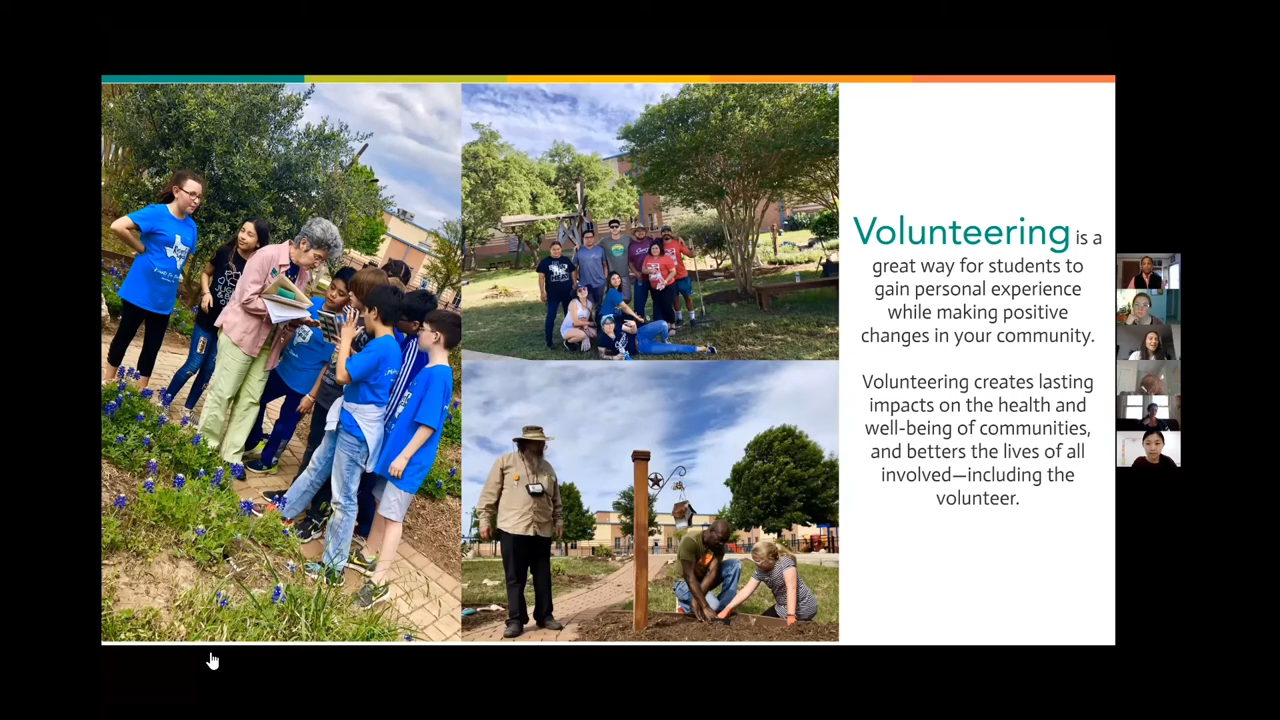 Volunteering is a
great way for students to
gain personal experience
while making positive
changes in your community.
Volunteering creates lasting
impacts on the health and
well-being of communities,
and betters the lives of all
involved—including the
volunteer.